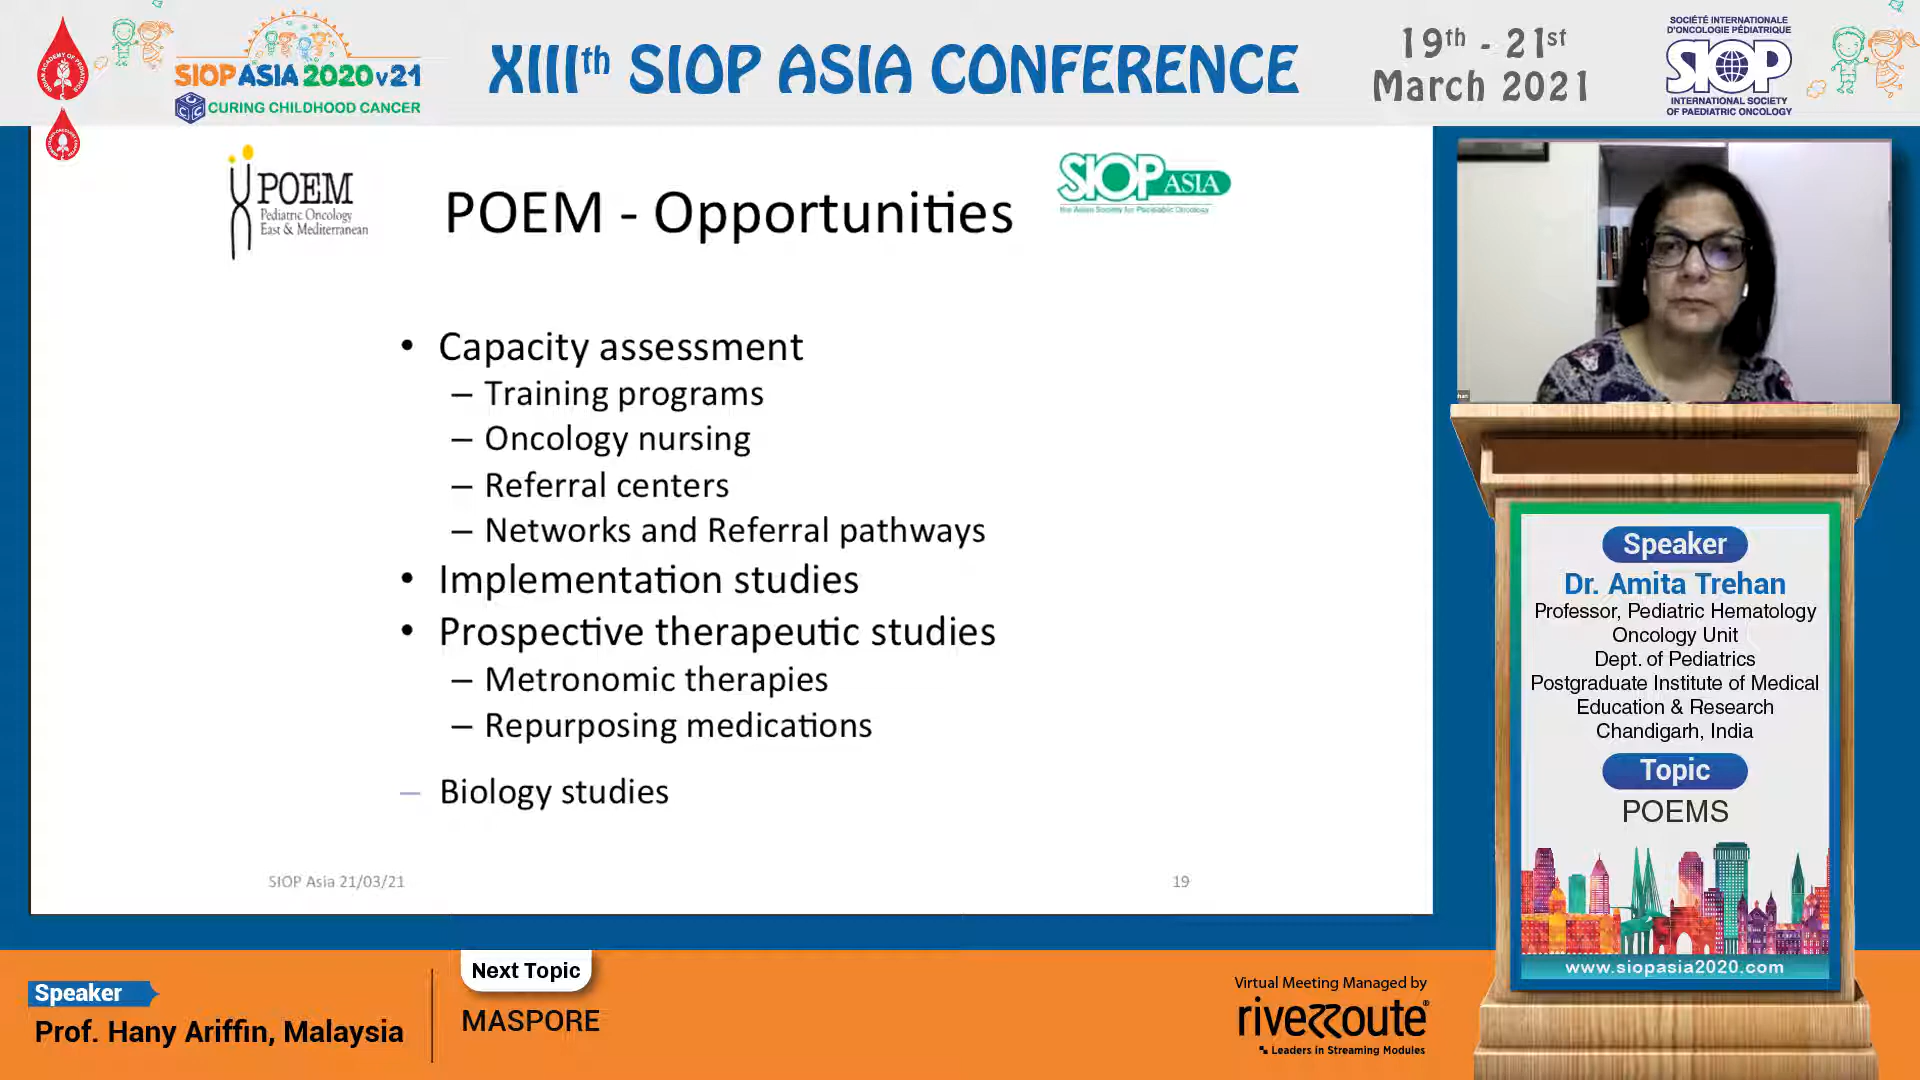 SIOP ASIA 2020 v21
CURING CHILDHOOD CANCER
XIIIth SIOP ASIA CONFERENCE
19th - 21st
March 2021
SOCIÉTÉ INTERNATIONALE
D'ONCOLOGIE PÉDIATRIQUE
SIOP
INTERNATIONAL SOCIETY
OF PAEDIATRIC ONCOLOGY
POEM
Pediatric Oncology
East & Mediterranean
POEM - Opportunities
SIOP ASIA
the Asian Society for Paediatric Oncology
• Capacity assessment
– Training programs
– Oncology nursing
– Referral centers
– Networks and Referral pathways
• Implementation studies
• Prospective therapeutic studies
– Metronomic therapies
– Repurposing medications
– Biology studies
SIOP Asia 21/03/21
19
Speaker
Dr. Amita Trehan
Professor, Pediatric Hematology
Oncology Unit
Dept. of Pediatrics
Postgraduate Institute of Medical
Education & Research
Chandigarh, India
Topic
POEMS
www.siopasia2020.com
Speaker
Prof. Hany Ariffin, Malaysia
Next Topic
MASPORE
Virtual Meeting Managed by
riveRRoute®
Leaders in Streaming Modules